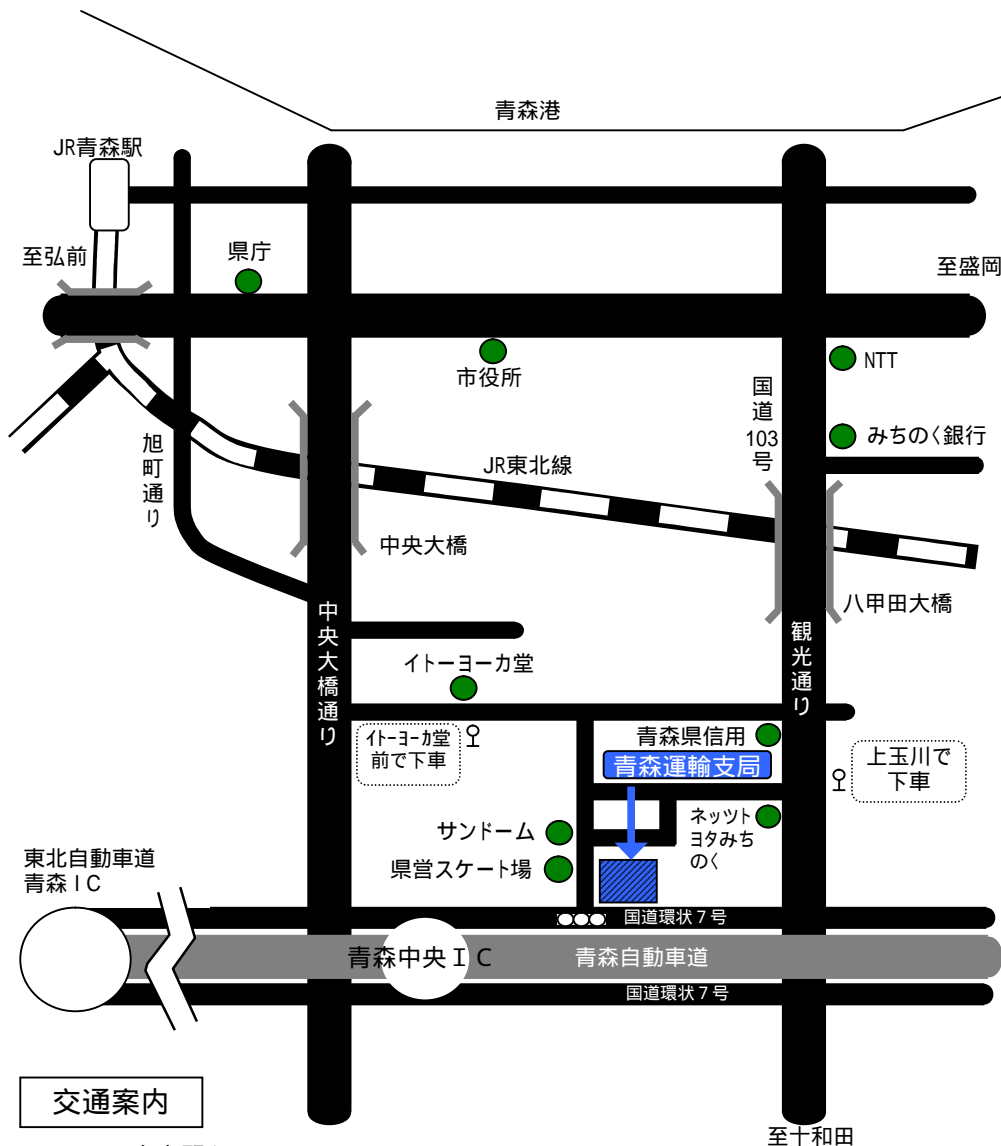 青森港
JR青森駅
至弘前
県庁
至盛岡
市役所
NTT
国道103号
みちのく銀行
旭町通り
JR東北線
中央大橋
八甲田大橋
中央大橋通り
観光通り
イトーヨーカ堂
イトーヨーカ堂
前で下車
青森県信用
青森運輸支局
上玉川で
下車
ネッツト
ヨタみち
のく
サンドーム
県営スケート場
東北自動車道
青森IC
国道環状7号
青森中央IC
青森自動車道
国道環状7号
交通案内
至十和田